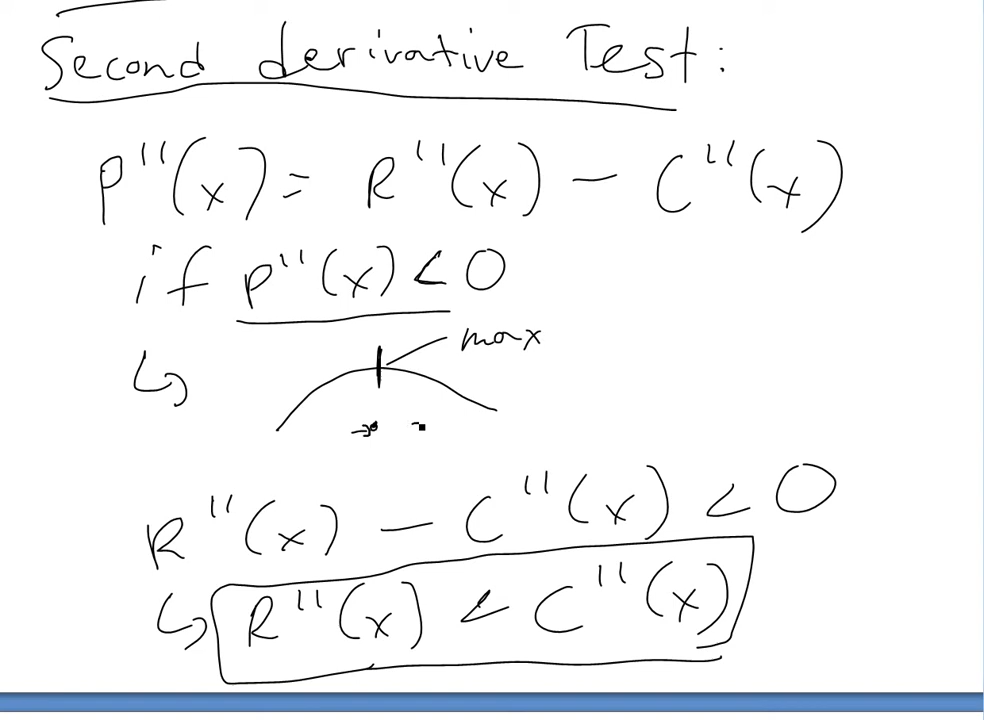 Second derivative Test:
P''(x) = R''(x) - C''(x)
if P''(x) < 0
max
R''(x) - C''(x) < 0
R''(x) < C''(x)